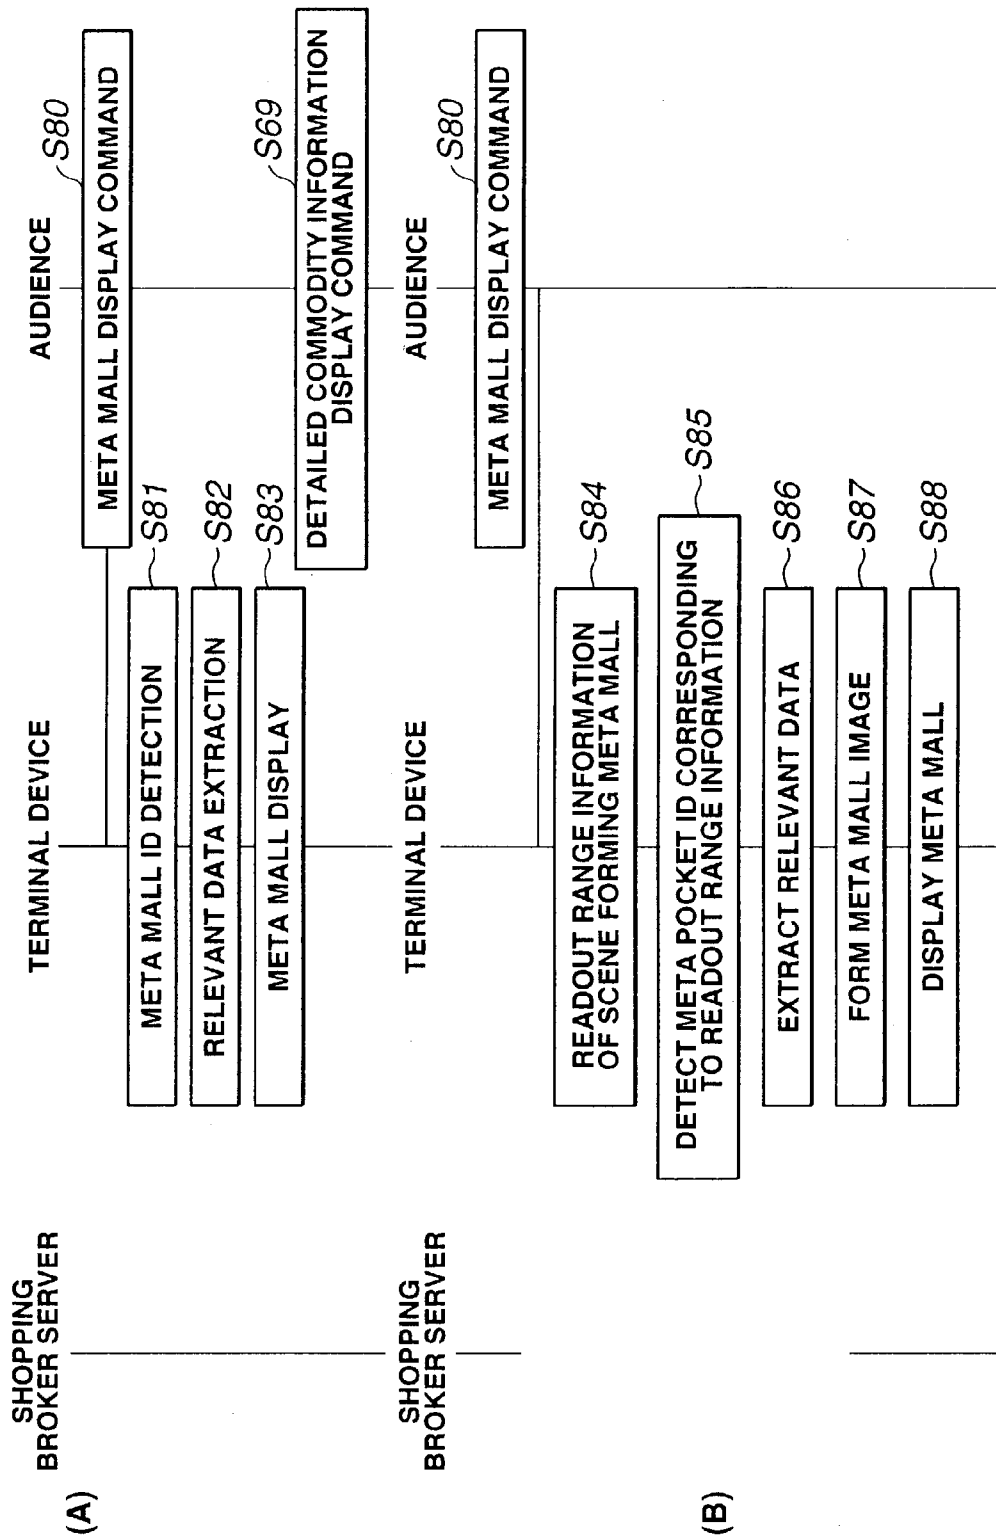 (A)
SHOPPING
BROKER SERVER
TERMINAL DEVICE
AUDIENCE
S80
META MALL DISPLAY COMMAND
META MALL ID DETECTION
S81
RELEVANT DATA EXTRACTION
S82
META MALL DISPLAY
S83
S69
DETAILED COMMODITY INFORMATION
DISPLAY COMMAND
(B)
SHOPPING
BROKER SERVER
TERMINAL DEVICE
AUDIENCE
S80
META MALL DISPLAY COMMAND
READOUT RANGE INFORMATION
OF SCENE FORMING META MALL
S84
DETECT META POCKET ID CORRESPONDING
TO READOUT RANGE INFORMATION
S85
EXTRACT RELEVANT DATA
S86
FORM META MALL IMAGE
S87
DISPLAY META MALL
S88